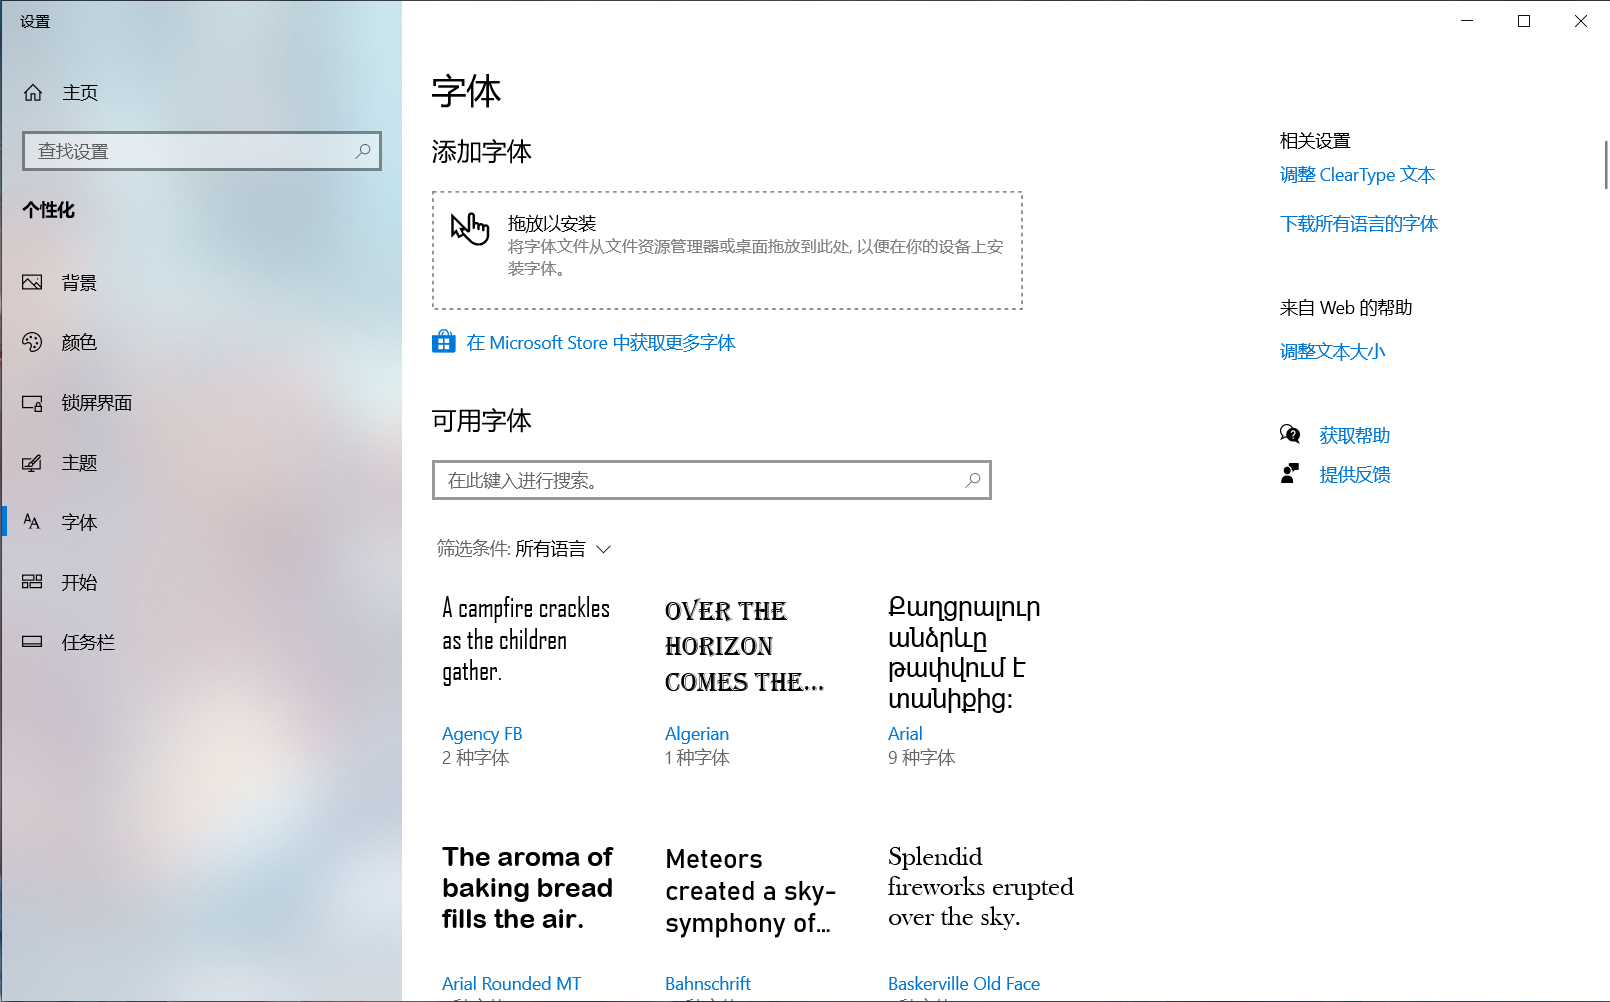 设置
主页
查找设置
个性化
背景
颜色
锁屏界面
主题
字体
开始
任务栏
字体
添加字体
拖放以安装
将字体文件从文件资源管理器或桌面拖放到此处, 以便在你的设备上安
装字体。
在 Microsoft Store 中获取更多字体
可用字体
在此键入进行搜索。
筛选条件: 所有语言
A campfire crackles
as the children
gather.
Agency FB
2 种字体
OVER THE
HORIZON
COMES THE...
Algerian
1 种字体
Քաղցրալուր
անձրևը
թափվում է
տանիքից:
Arial
9 种字体
The aroma of
baking bread
fills the air.
Arial Rounded MT
Meteors
created a sky-
symphony of...
Bahnschrift
Splendid
fireworks erupted
over the sky.
Baskerville Old Face
相关设置
调整 ClearType 文本
下载所有语言的字体
来自 Web 的帮助
调整文本大小
获取帮助
提供反馈